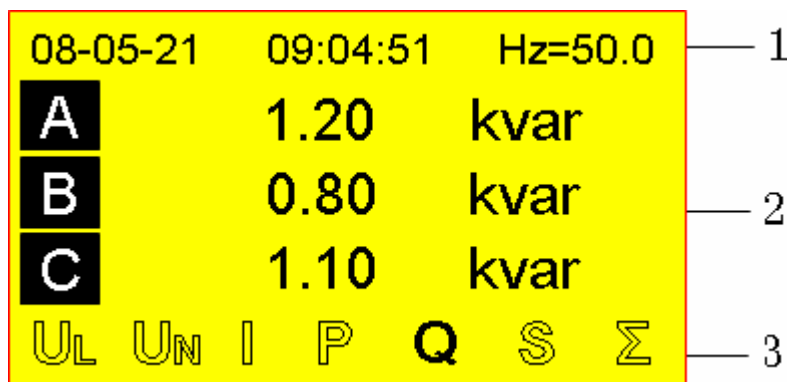 08-05-21 09:04:51 Hz=50.0 1
A 1.20 kvar
B 0.80 kvar 2
C 1.10 kvar
UL UN I P Q S Σ 3